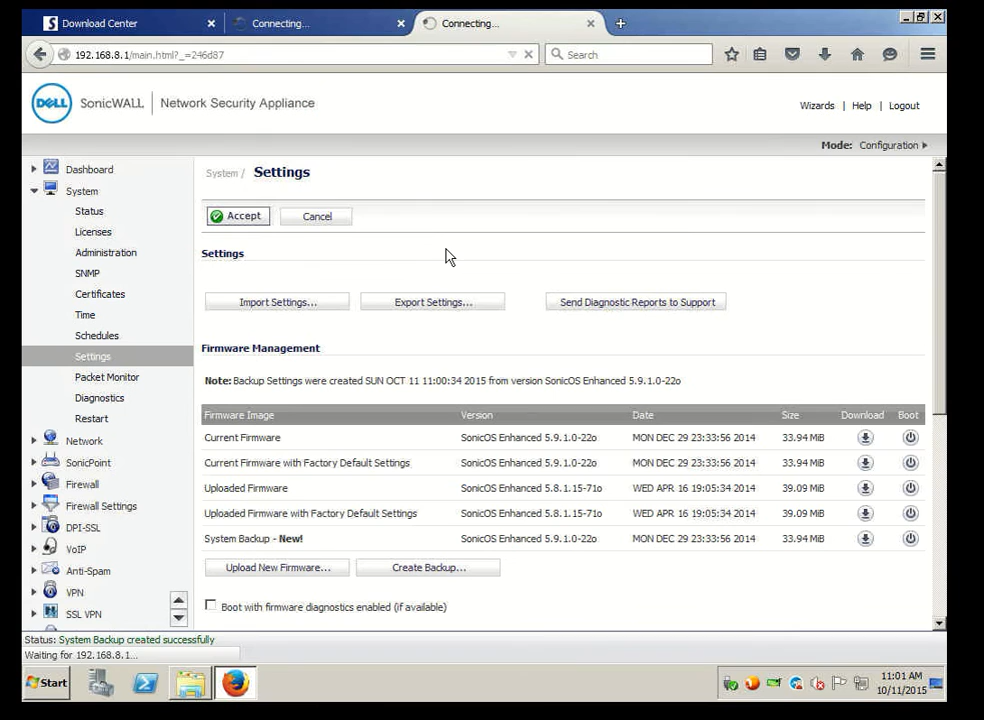 Download Center
Connecting...
Connecting...
192.168.8.1/main.html?_=246d87
Search
DELL
SonicWALL | Network Security Appliance
Wizards | Help | Logout
Mode: Configuration
Dashboard
System
Status
Licenses
Administration
SNMP
Certificates
Time
Schedules
Settings
Packet Monitor
Diagnostics
Restart
Network
SonicPoint
Firewall
Firewall Settings
DPI-SSL
VoIP
Anti-Spam
VPN
SSL VPN
System / Settings
Accept Cancel
Settings
Import Settings... Export Settings... Send Diagnostic Reports to Support
Firmware Management
Note: Backup Settings were created SUN OCT 11 11:00:34 2015 from version SonicOS Enhanced 5.9.1.0-22o
Firmware Image Version Date Size Download Boot
Current Firmware SonicOS Enhanced 5.9.1.0-22o MON DEC 29 23:33:56 2014 33.94 MiB
Current Firmware with Factory Default Settings SonicOS Enhanced 5.9.1.0-22o MON DEC 29 23:33:56 2014 33.94 MiB
Uploaded Firmware SonicOS Enhanced 5.8.1.15-71o WED APR 16 19:05:34 2014 39.09 MiB
Uploaded Firmware with Factory Default Settings SonicOS Enhanced 5.8.1.15-71o WED APR 16 19:05:34 2014 39.09 MiB
System Backup - New! SonicOS Enhanced 5.9.1.0-22o MON DEC 29 23:33:56 2014 33.94 MiB
Upload New Firmware... Create Backup...
Boot with firmware diagnostics enabled (if available)
Status: System Backup created successfully
Waiting for 192.168.8.1...
Start
11:01 AM
10/11/2015